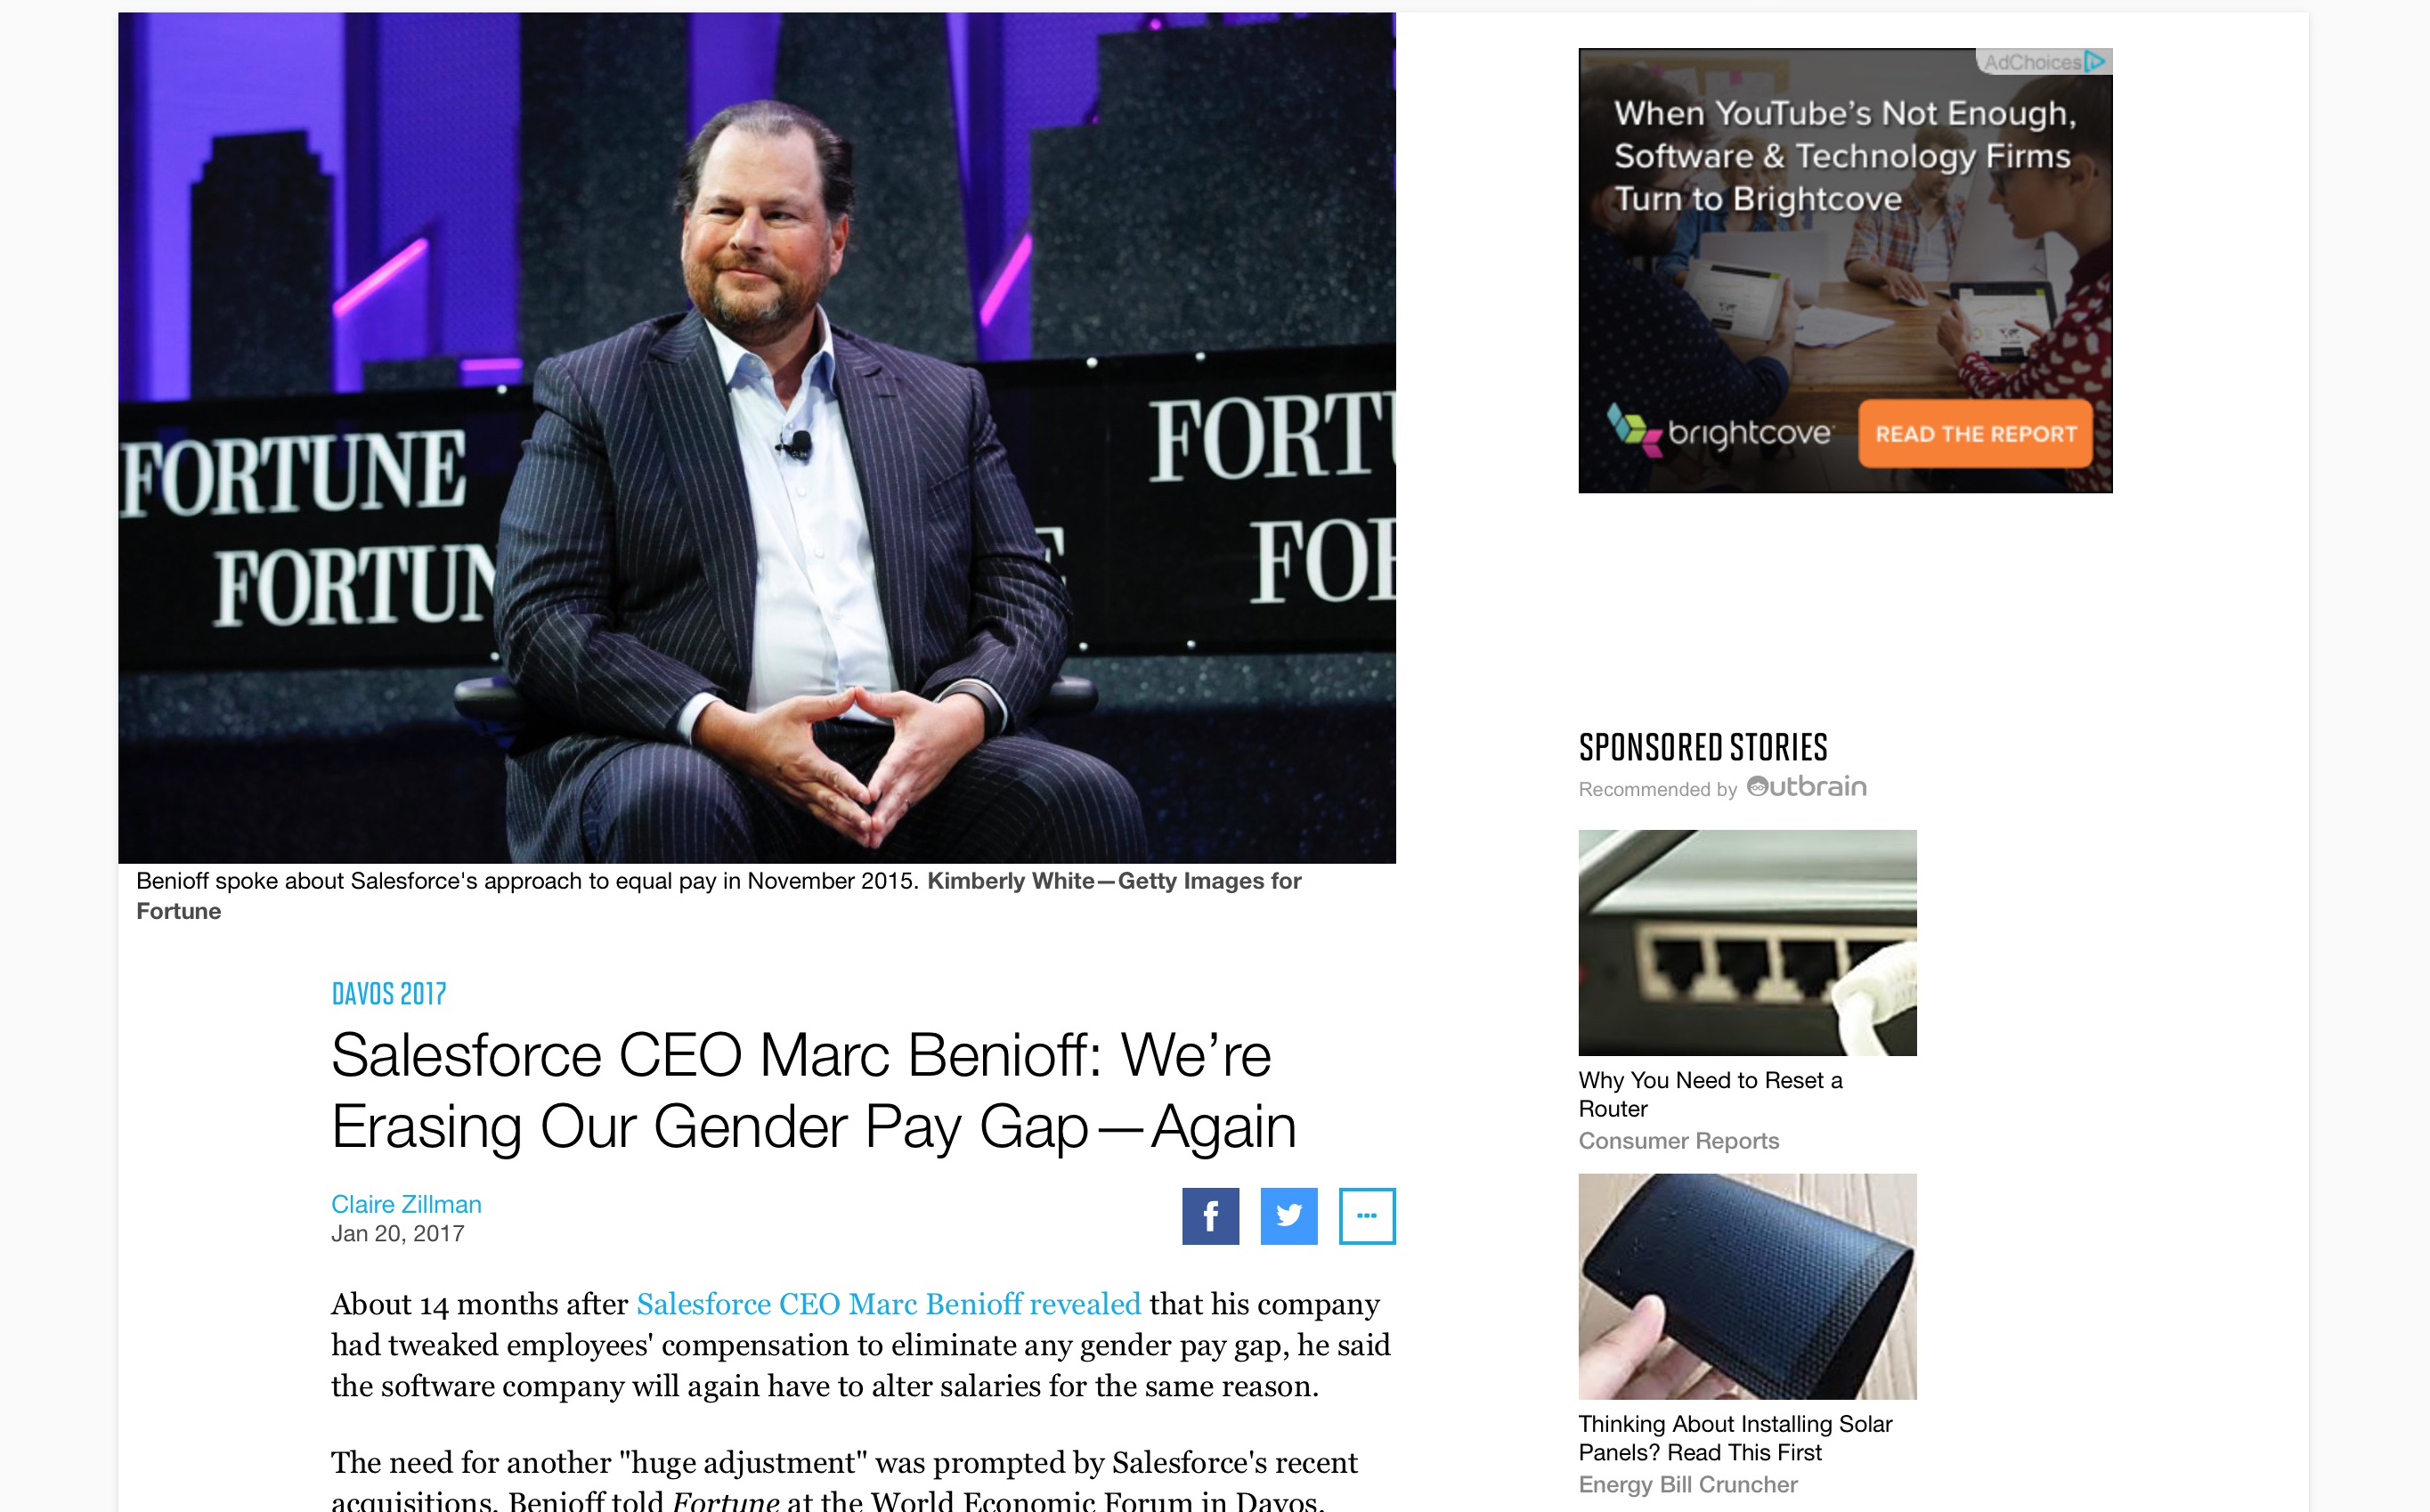 FORTUNE
FORTUN
E
FORTU
FOR
Benioff spoke about Salesforce's approach to equal pay in November 2015. Kimberly White—Getty Images for
Fortune
DAVOS 2017
Salesforce CEO Marc Benioff: We’re
Erasing Our Gender Pay Gap—Again
Claire Zillman
Jan 20, 2017
f
About 14 months after Salesforce CEO Marc Benioff revealed that his company
had tweaked employees' compensation to eliminate any gender pay gap, he said
the software company will again have to alter salaries for the same reason.
The need for another "huge adjustment" was prompted by Salesforce's recent
acquisitions, Benioff told Fortune at the World Economic Forum in Davos,
AdChoices
When YouTube’s Not Enough,
Software & Technology Firms
Turn to Brightcove
brightcove
READ THE REPORT
SPONSORED STORIES
Recommended by Outbrain
Why You Need to Reset a
Router
Consumer Reports
Thinking About Installing Solar
Panels? Read This First
Energy Bill Cruncher